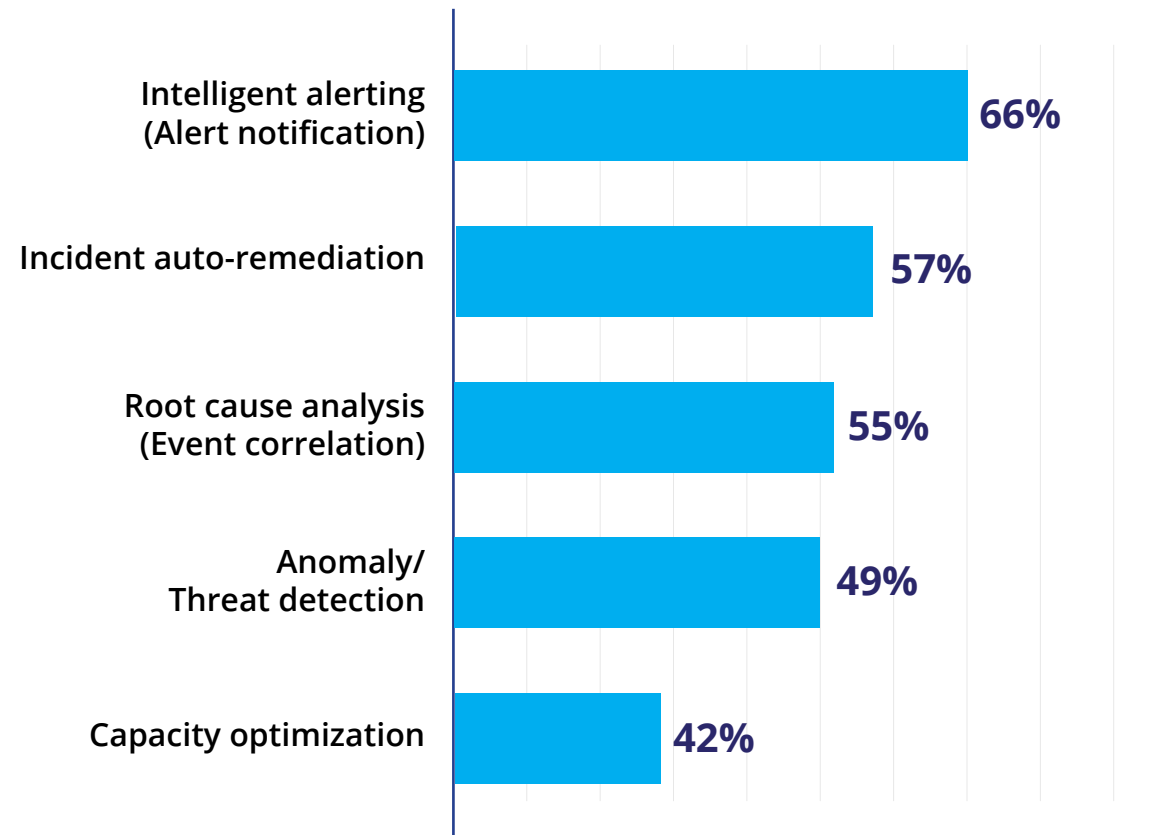 Intelligent alerting
(Alert notification)
66%
Incident auto-remediation
57%
Root cause analysis
(Event correlation)
55%
Anomaly/
Threat detection
49%
Capacity optimization
42%